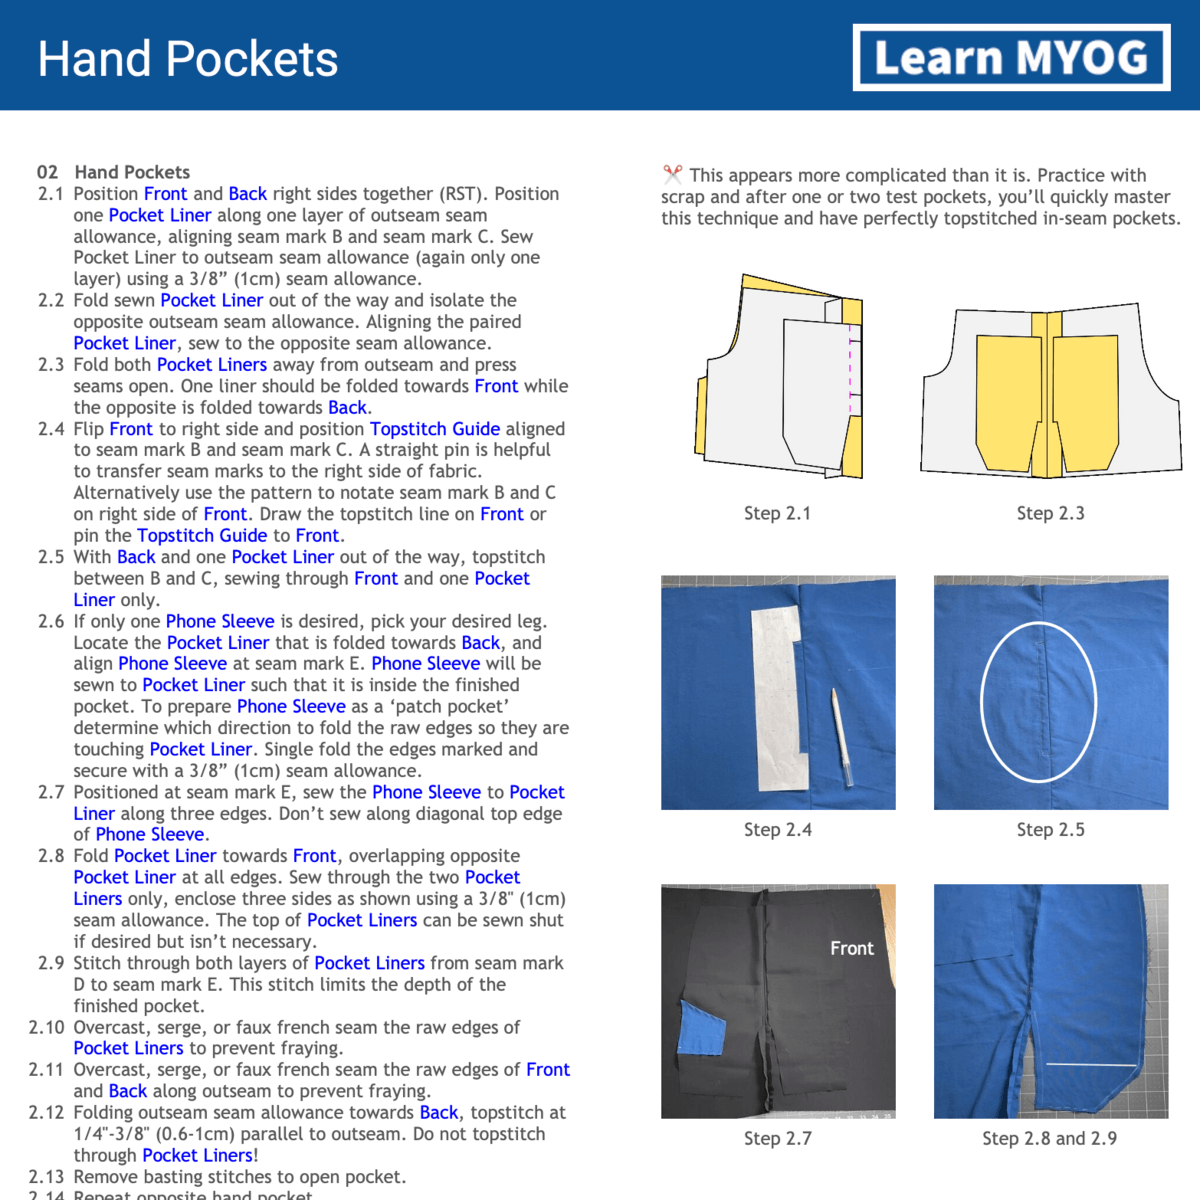 Hand Pockets
Learn MYOG
02 Hand Pockets
2.1 Position Front and Back right sides together (RST). Position
one Pocket Liner along one layer of outseam seam
allowance, aligning seam mark B and seam mark C. Sew
Pocket Liner to outseam seam allowance (again only one
layer) using a 3/8” (1cm) seam allowance.
2.2 Fold sewn Pocket Liner out of the way and isolate the
opposite outseam seam allowance. Aligning the paired
Pocket Liner, sew to the opposite seam allowance.
2.3 Fold both Pocket Liners away from outseam and press
seams open. One liner should be folded towards Front while
the opposite is folded towards Back.
2.4 Flip Front to right side and position Topstitch Guide aligned
to seam mark B and seam mark C. A straight pin is helpful
to transfer seam marks to the right side of fabric.
Alternatively use the pattern to notate seam mark B and C
on right side of Front. Draw the topstitch line on Front or
pin the Topstitch Guide to Front.
2.5 With Back and one Pocket Liner out of the way, topstitch
between B and C, sewing through Front and one Pocket
Liner only.
2.6 If only one Phone Sleeve is desired, pick your desired leg.
Locate the Pocket Liner that is folded towards Back, and
align Phone Sleeve at seam mark E. Phone Sleeve will be
sewn to Pocket Liner such that it is inside the finished
pocket. To prepare Phone Sleeve as a ‘patch pocket’
determine which direction to fold the raw edges so they are
touching Pocket Liner. Single fold the edges marked and
secure with a 3/8” (1cm) seam allowance.
2.7 Positioned at seam mark E, sew the Phone Sleeve to Pocket
Liner along three edges. Don’t sew along diagonal top edge
of Phone Sleeve.
2.8 Fold Pocket Liner towards Front, overlapping opposite
Pocket Liner at all edges. Sew through the two Pocket
Liners only, enclose three sides as shown using a 3/8" (1cm)
seam allowance. The top of Pocket Liners can be sewn shut
if desired but isn’t necessary.
2.9 Stitch through both layers of Pocket Liners from seam mark
D to seam mark E. This stitch limits the depth of the
finished pocket.
2.10 Overcast, serge, or faux french seam the raw edges of
Pocket Liners to prevent fraying.
2.11 Overcast, serge, or faux french seam the raw edges of Front
and Back along outseam to prevent fraying.
2.12 Folding outseam seam allowance towards Back, topstitch at
1/4"-3/8" (0.6-1cm) parallel to outseam. Do not topstitch
through Pocket Liners!
2.13 Remove basting stitches to open pocket.
2.14 Repeat opposite hand pocket.
This appears more complicated than it is. Practice with
scrap and after one or two test pockets, you’ll quickly master
this technique and have perfectly topstitched in-seam pockets.
Step 2.1
Step 2.3
Step 2.4
Step 2.5
Front
Step 2.7
Step 2.8 and 2.9